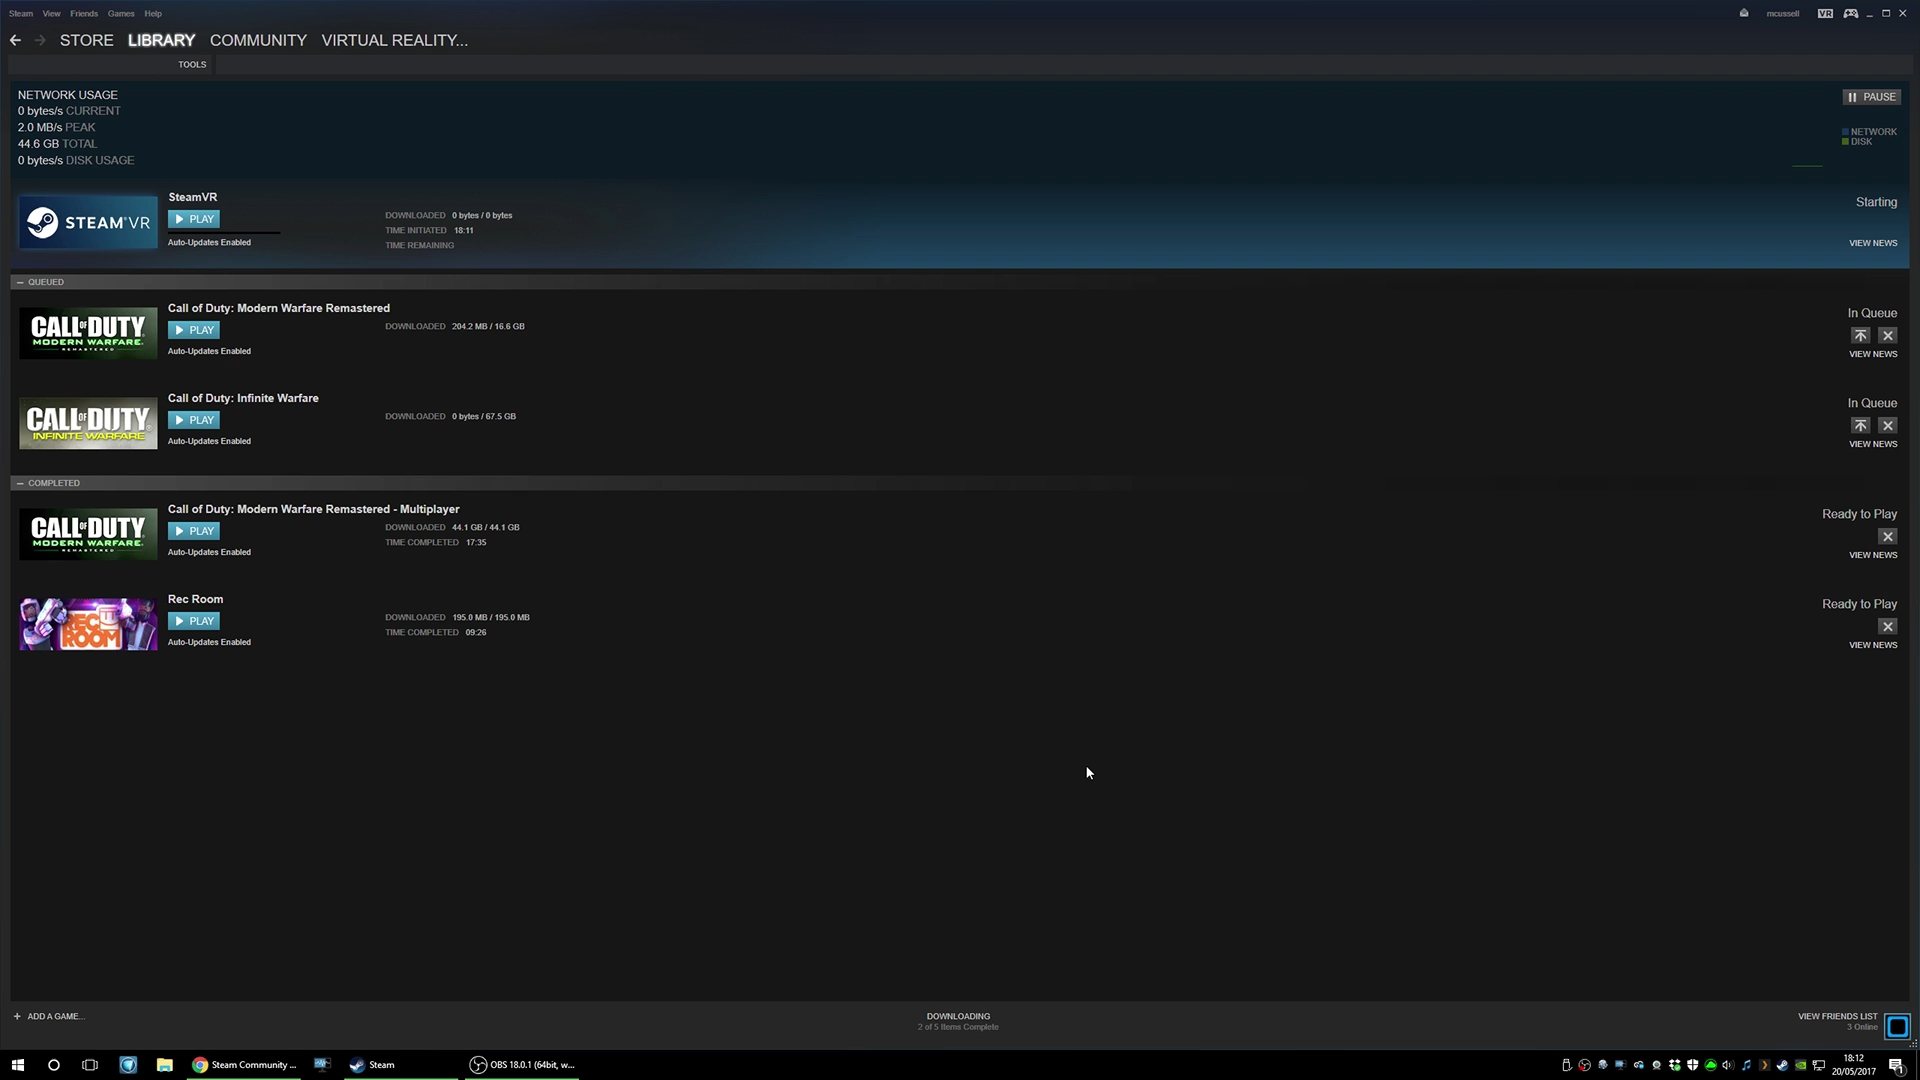 Steam View Friends Games Help
mcussell VR
STORE LIBRARY COMMUNITY VIRTUAL REALITY...
TOOLS
NETWORK USAGE
0 bytes/s CURRENT
2.0 MB/s PEAK
44.6 GB TOTAL
0 bytes/s DISK USAGE
PAUSE
NETWORK
DISK
STEAM VR
SteamVR
PLAY
Auto-Updates Enabled
DOWNLOADED 0 bytes / 0 bytes
TIME INITIATED 18:11
TIME REMAINING
Starting
VIEW NEWS
QUEUED
CALL OF DUTY
MODERN WARFARE
REMASTERED
Call of Duty: Modern Warfare Remastered
PLAY
Auto-Updates Enabled
DOWNLOADED 204.2 MB / 16.6 GB
In Queue
VIEW NEWS
CALL OF DUTY
INFINITE WARFARE
Call of Duty: Infinite Warfare
PLAY
Auto-Updates Enabled
DOWNLOADED 0 bytes / 67.5 GB
In Queue
VIEW NEWS
COMPLETED
CALL OF DUTY
MODERN WARFARE
REMASTERED
Call of Duty: Modern Warfare Remastered - Multiplayer
PLAY
Auto-Updates Enabled
DOWNLOADED 44.1 GB / 44.1 GB
TIME COMPLETED 17:35
Ready to Play
VIEW NEWS
REC
ROOM
Rec Room
PLAY
Auto-Updates Enabled
DOWNLOADED 195.0 MB / 195.0 MB
TIME COMPLETED 09:26
Ready to Play
VIEW NEWS
+ ADD A GAME...
DOWNLOADING
2 of 5 Items Complete
VIEW FRIENDS LIST
3 Online
Steam Community ...
Steam
OBS 18.0.1 (64bit, w...
18:12
20/05/2017
1